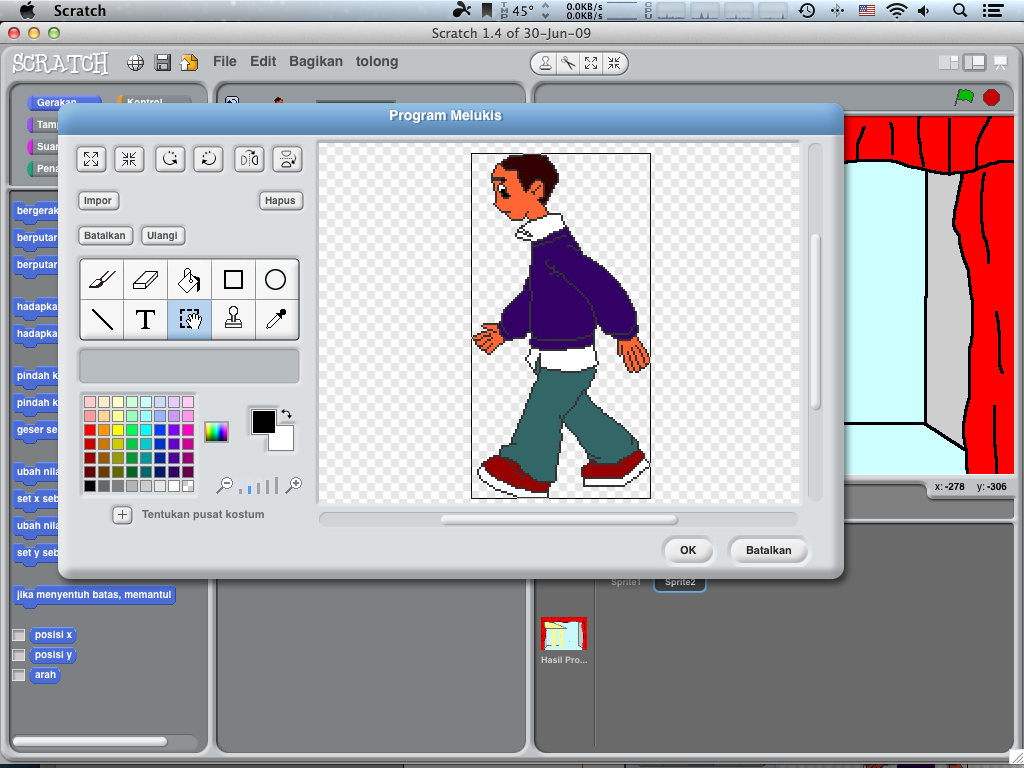 Scratch
TMP 45° 0.0KB/s
0.0KB/s CPU
Scratch 1.4 of 30-Jun-09
SCRATCH File Edit Bagikan tolong
Gerakan Kontrol
Program Melukis
Impor Hapus
Batalkan Ulangi
T
Tentukan pusat kostum
OK Batalkan
x: -278 y: -306
Sprite1 Sprite2
Hasil Pro...
Tamp
Suar
Pena
bergerak
berputar
berputar
hadapka
hadapka
pindah k
pindah k
geser se
ubah nila
set x seb
ubah nila
set y seb
jika menyentuh batas, memantul
posisi x
posisi y
arah